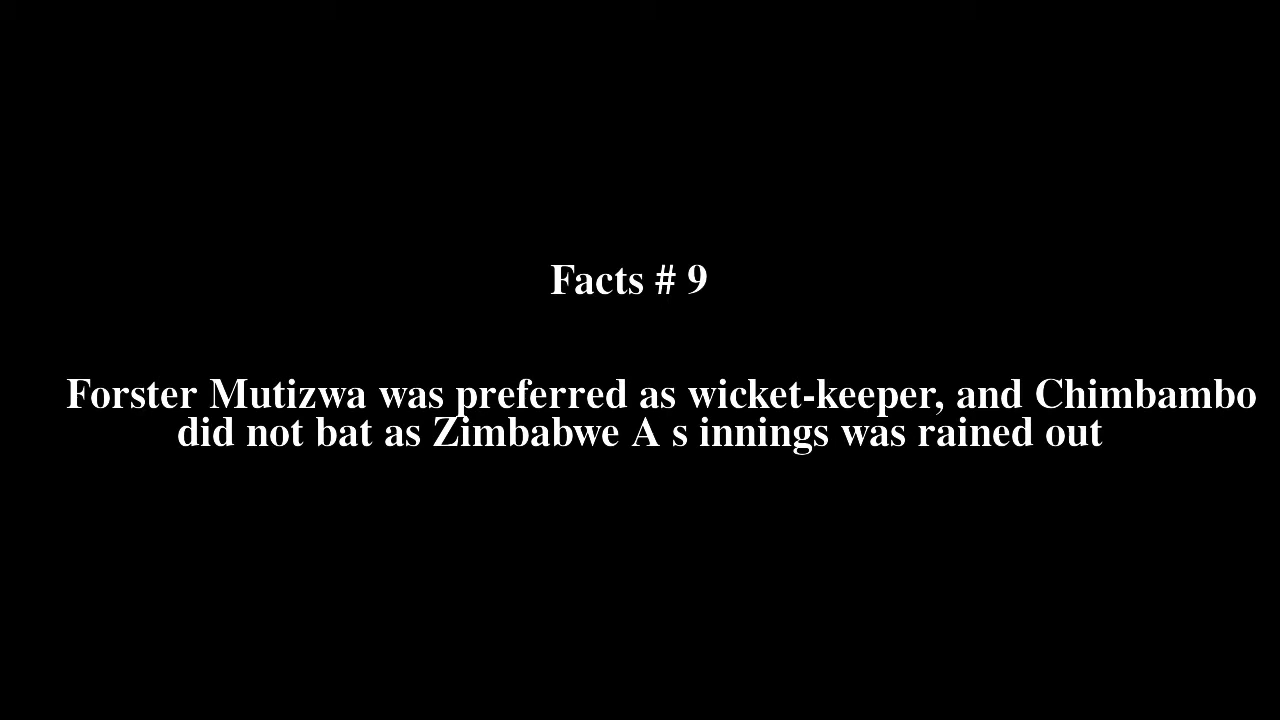 Facts # 9
Forster Mutizwa was preferred as wicket-keeper, and Chimbambo
did not bat as Zimbabwe A s innings was rained out